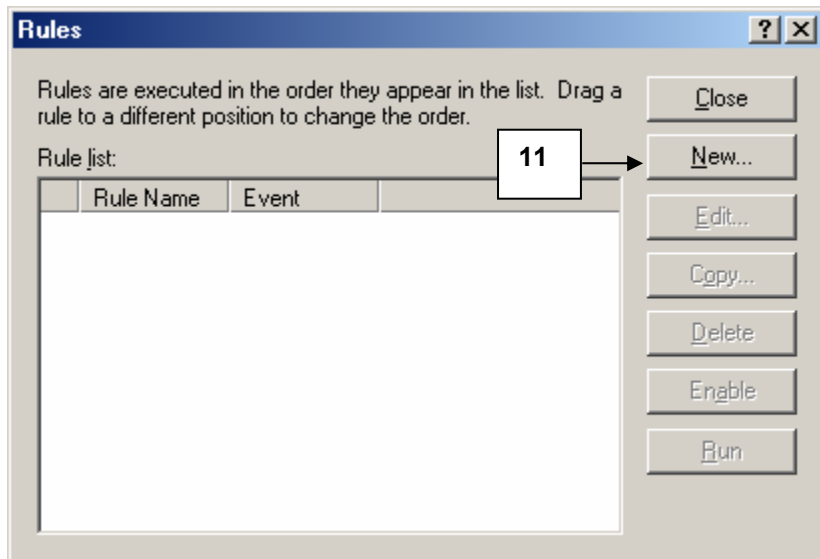 Rules
Rules are executed in the order they appear in the list. Drag a
rule to a different position to change the order.
Rule list:
11
Rule Name Event
Close
New...
Edit...
Copy...
Delete
Enable
Run